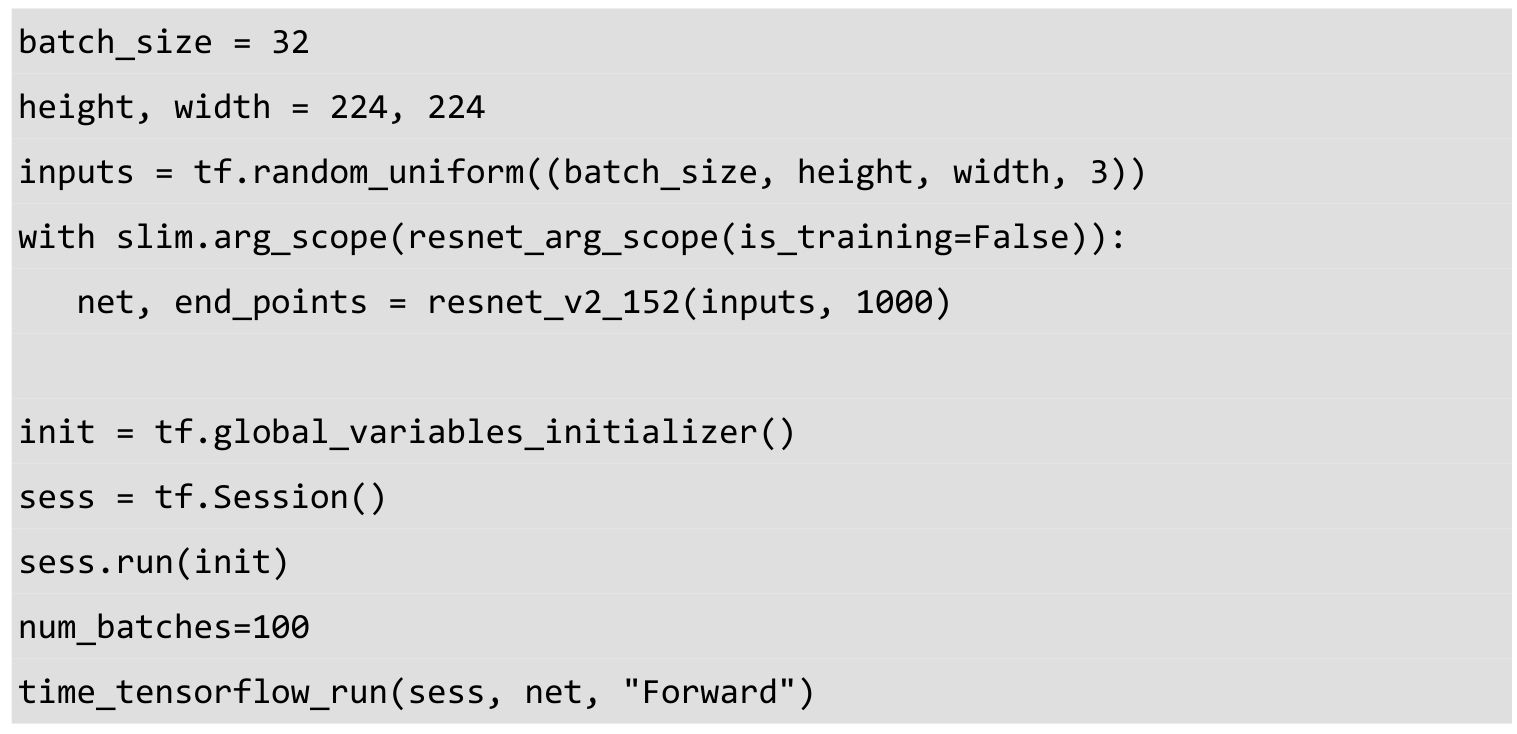 batch_size = 32
height, width = 224, 224
inputs = tf.random_uniform((batch_size, height, width, 3))
with slim.arg_scope(resnet_arg_scope(is_training=False)):
   net, end_points = resnet_v2_152(inputs, 1000)

init = tf.global_variables_initializer()
sess = tf.Session()
sess.run(init)
num_batches=100
time_tensorflow_run(sess, net, "Forward")